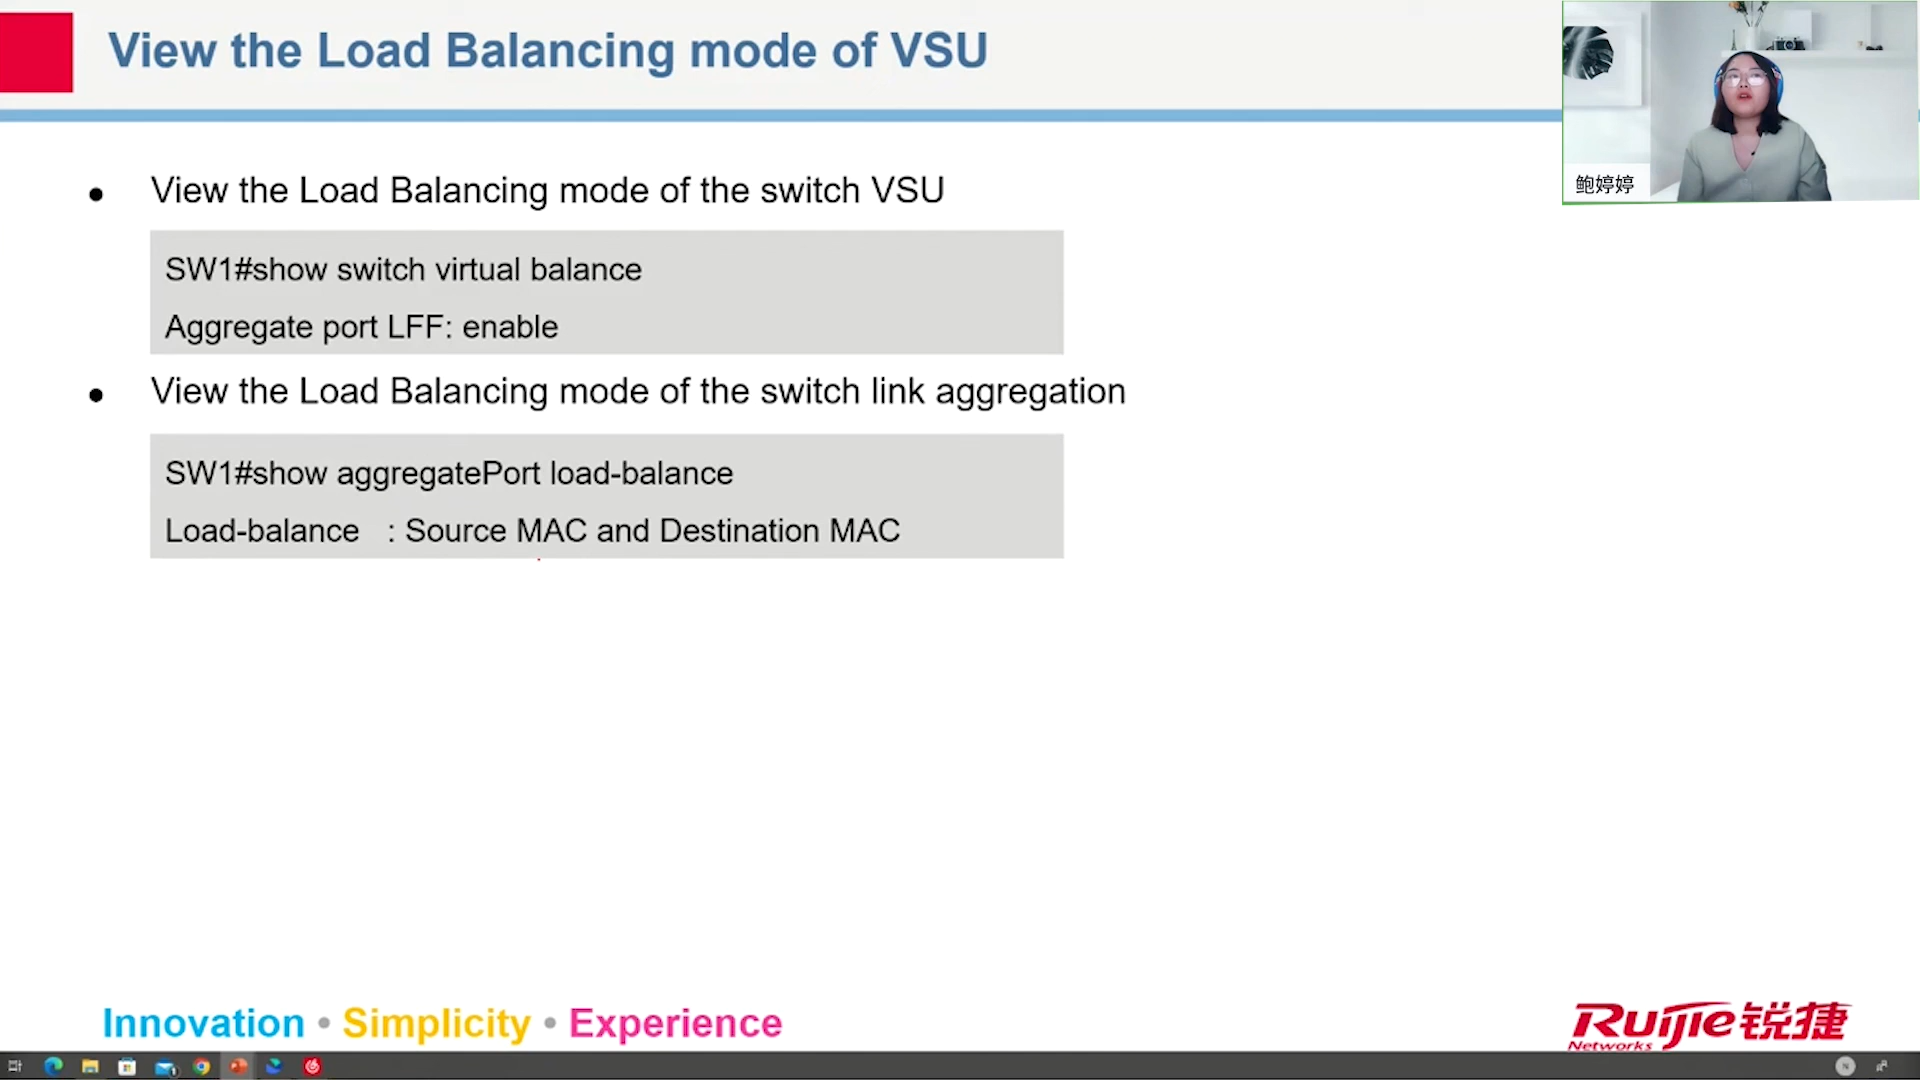 View the Load Balancing mode of VSU
鲍婷婷
View the Load Balancing mode of the switch VSU
SW1#show switch virtual balance
Aggregate port LFF: enable
View the Load Balancing mode of the switch link aggregation
SW1#show aggregatePort load-balance
Load-balance : Source MAC and Destination MAC
Innovation • Simplicity • Experience
Ruijie锐捷
Networks